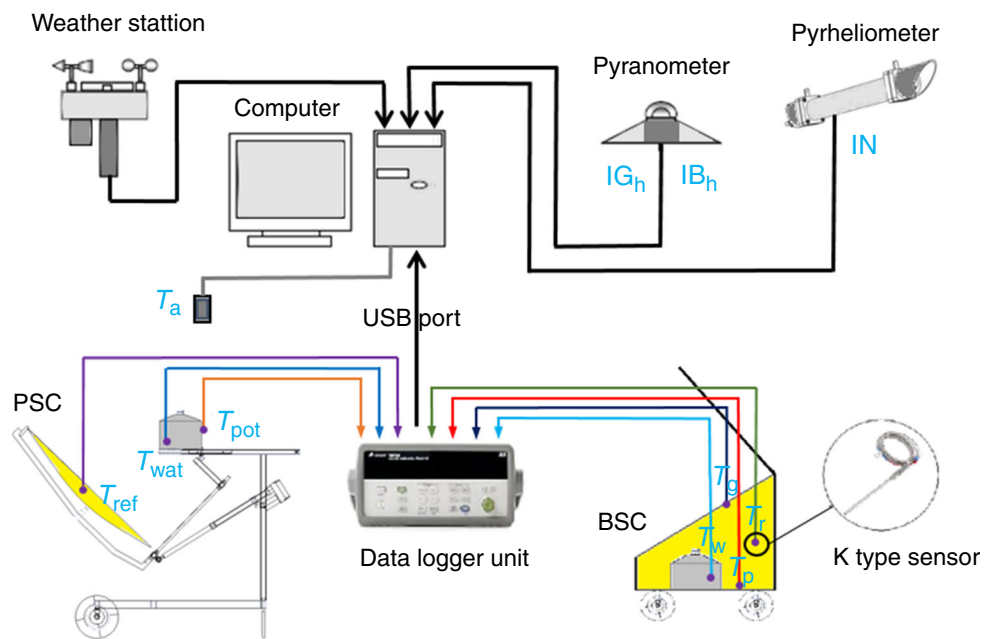 Weather stattion
Pyrheliometer
Pyranometer
Computer
IN
IGh
IBh
Ta
USB port
PSC
Tpot
Twat
Tref
Tg
Tr
BSC
Tw
Tp
Data logger unit
K type sensor